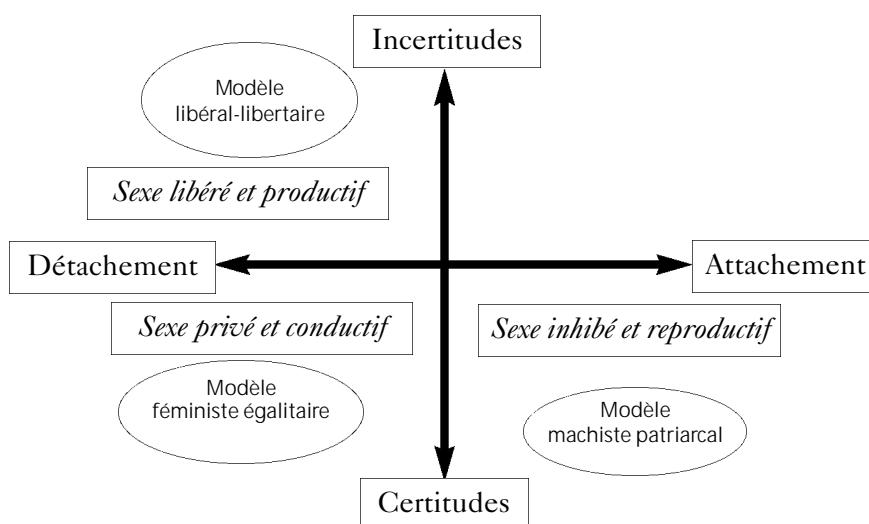 Incertitudes
Modèle
libéral-libertaire
Sexe libéré et productif
Détachement
Attachement
Sexe privé et conductif
Sexe inhibé et reproductif
Modèle
féministe égalitaire
Modèle
machiste patriarcal
Certitudes